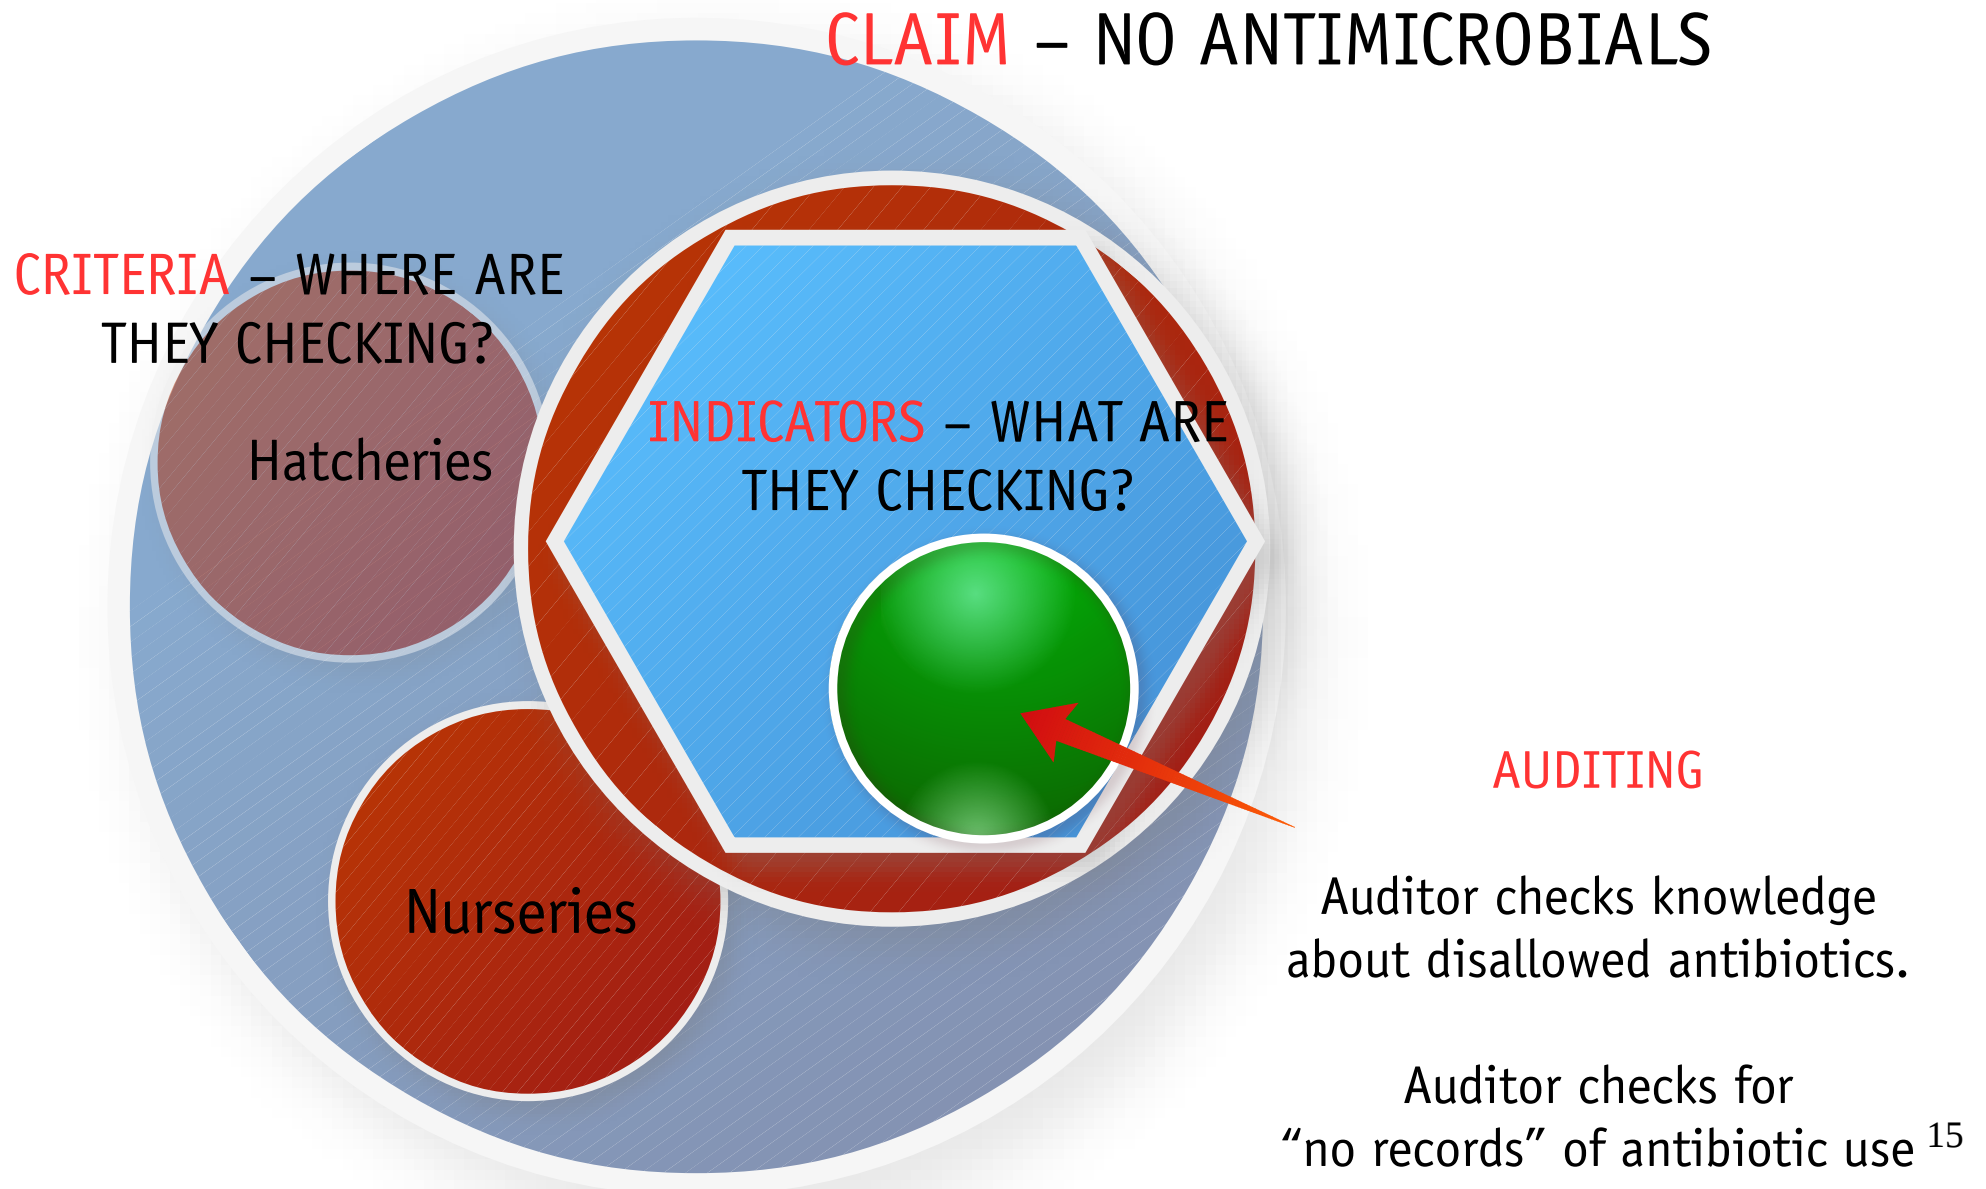 CLAIM – NO ANTIMICROBIALS
CRITERIA – WHERE ARE
THEY CHECKING?
Hatcheries
INDICATORS – WHAT ARE
THEY CHECKING?
Nurseries
AUDITING
Auditor checks knowledge
about disallowed antibiotics.
Auditor checks for
“no records” of antibiotic use
15